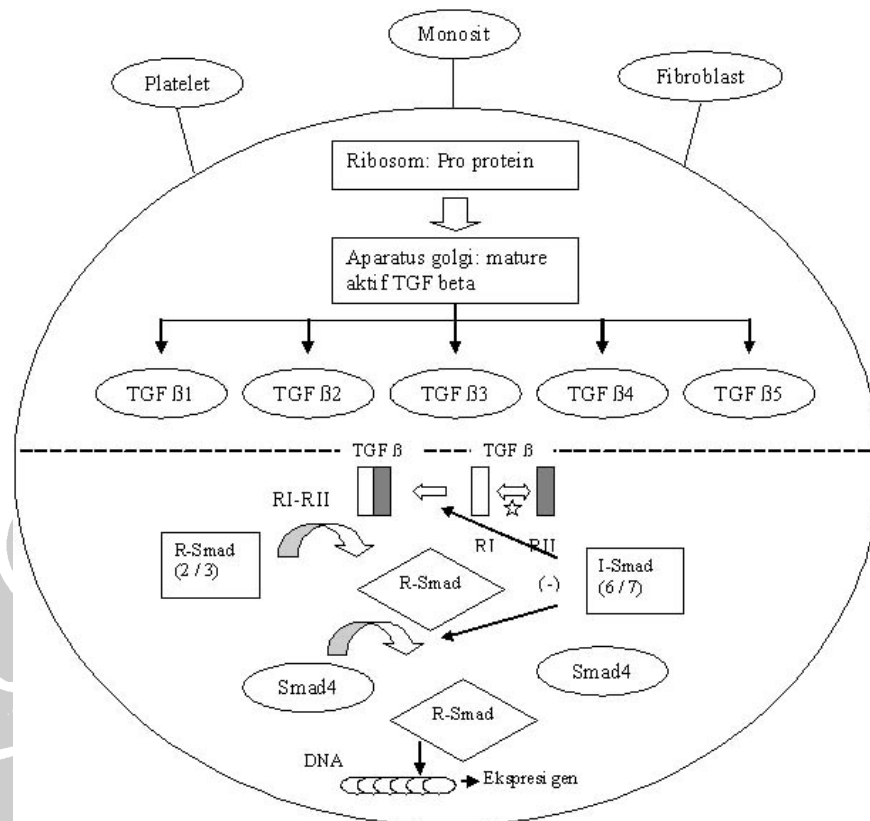 Monosit
Platelet
Fibroblast
Ribosom: Pro protein
Aparatus golgi: mature
aktif TGF beta
TGF ß1
TGF ß2
TGF ß3
TGF ß4
TGF ß5
TGF ß
TGF ß
RI-RII
RI
RII
R-Smad
(2 / 3)
R-Smad
(-)
I-Smad
(6 / 7)
Smad4
Smad4
R-Smad
DNA
Ekspresi gen